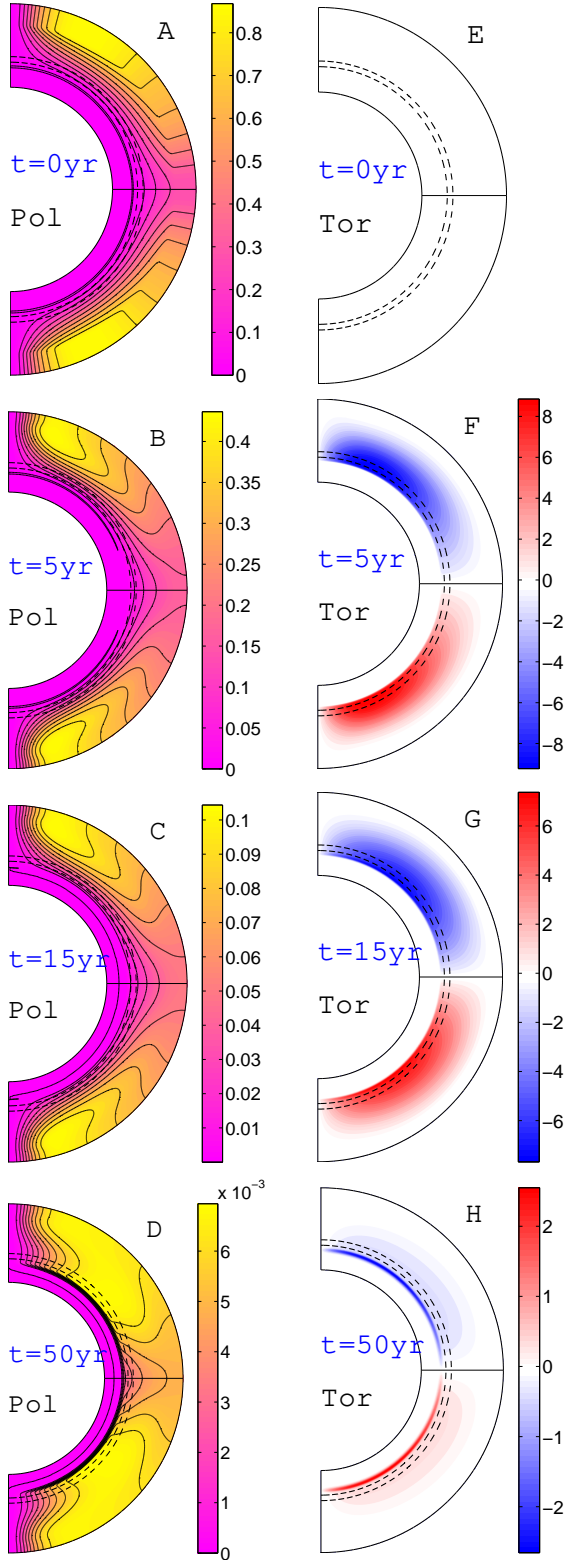 A
t=0yr
Pol
0.8
0.7
0.6
0.5
0.4
0.3
0.2
0.1
0
E
t=0yr
Tor
B
t=5yr
Pol
0.4
0.35
0.3
0.25
0.2
0.15
0.1
0.05
0
F
t=5yr
Tor
8
6
4
2
0
−2
−4
−6
−8
C
t=15yr
Pol
0.1
0.09
0.08
0.07
0.06
0.05
0.04
0.03
0.02
0.01
G
t=15yr
Tor
6
4
2
0
−2
−4
−6
D
t=50yr
Pol
x 10⁻³
6
5
4
3
2
1
0
H
t=50yr
Tor
2
1
0
−1
−2